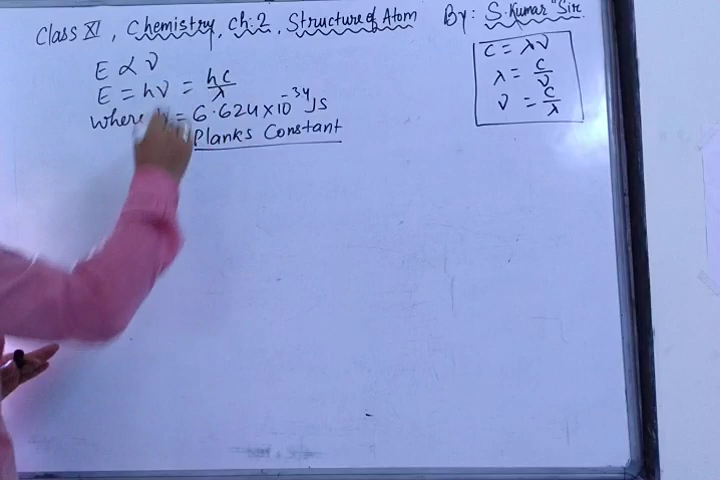 Class XI, Chemistry, Ch:2, Structure of Atom By: S. Kumar Sir.
E ∝ ν
E = hν = hc/λ
where = 6.624×10⁻³⁴ JS
Planks Constant
C = λν
λ = C/ν
ν = C/λ